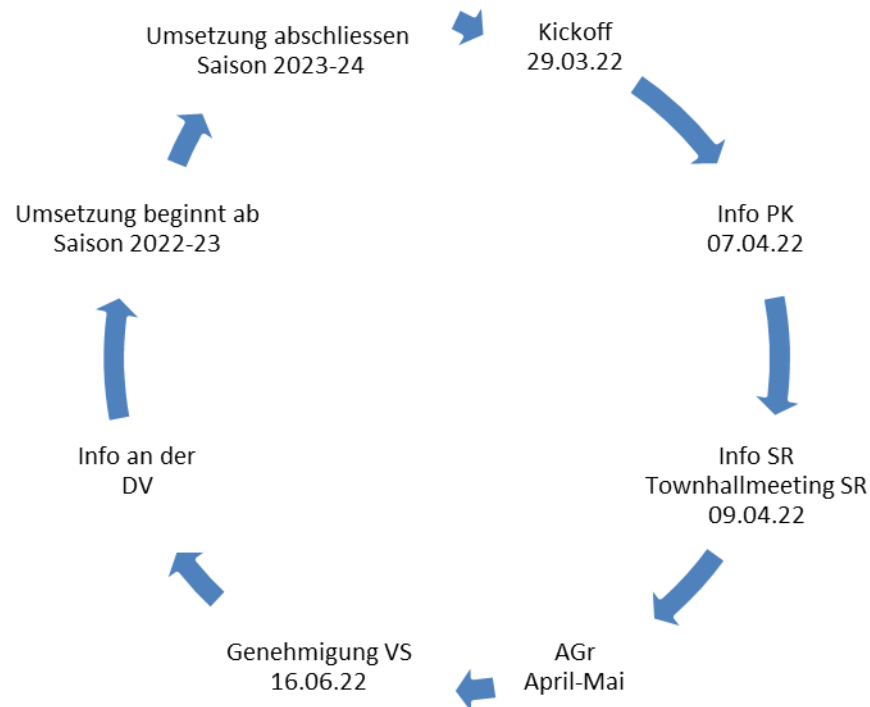 Kickoff
29.03.22
Info PK
07.04.22
Info SR
Townhallmeeting SR
09.04.22
AGr
April-Mai
Genehmigung VS
16.06.22
Info an der
DV
Umsetzung beginnt ab
Saison 2022-23
Umsetzung abschliessen
Saison 2023-24